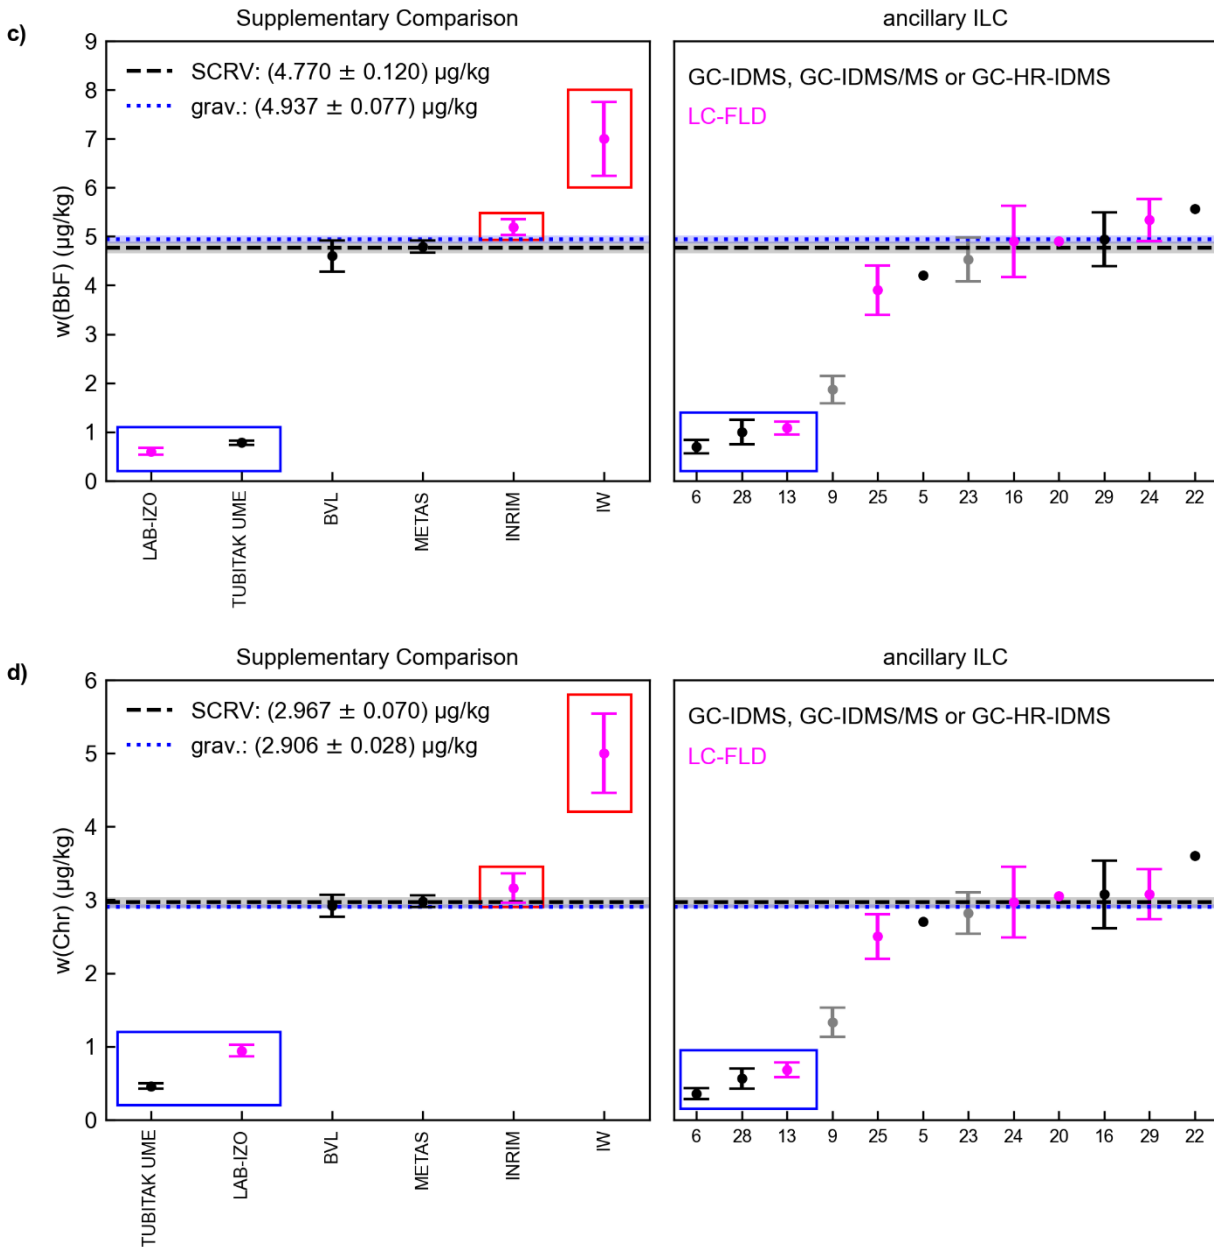 c)
Supplementary Comparison
ancillary ILC
9
8
7
6
5
4
3
2
1
0
w(BbF) (µg/kg)
SCRV: (4.770 ± 0.120) µg/kg
grav.: (4.937 ± 0.077) µg/kg
GC-IDMS, GC-IDMS/MS or GC-HR-IDMS
LC-FLD
LAB-IZO
TUBITAK UME
BVL
METAS
INRIM
IW
6 28 13 9 25 5 23 16 20 29 24 22
d)
Supplementary Comparison
ancillary ILC
6
5
4
3
2
1
0
w(Chr) (µg/kg)
SCRV: (2.967 ± 0.070) µg/kg
grav.: (2.906 ± 0.028) µg/kg
GC-IDMS, GC-IDMS/MS or GC-HR-IDMS
LC-FLD
TUBITAK UME
LAB-IZO
BVL
METAS
INRIM
IW
6 28 13 9 25 5 23 24 20 16 29 22